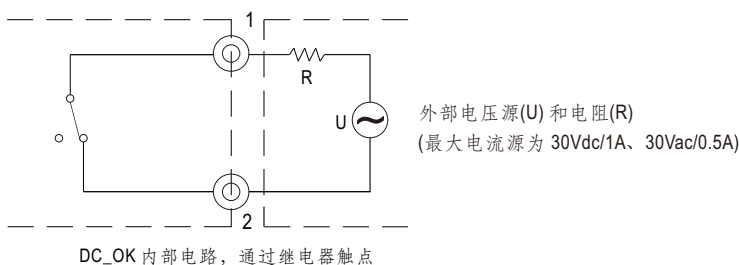 1
R
U
外部电压源(U) 和电阻(R)
(最大电流源为 30Vdc/1A、30Vac/0.5A)
2
DC_OK 内部电路，通过继电器触点